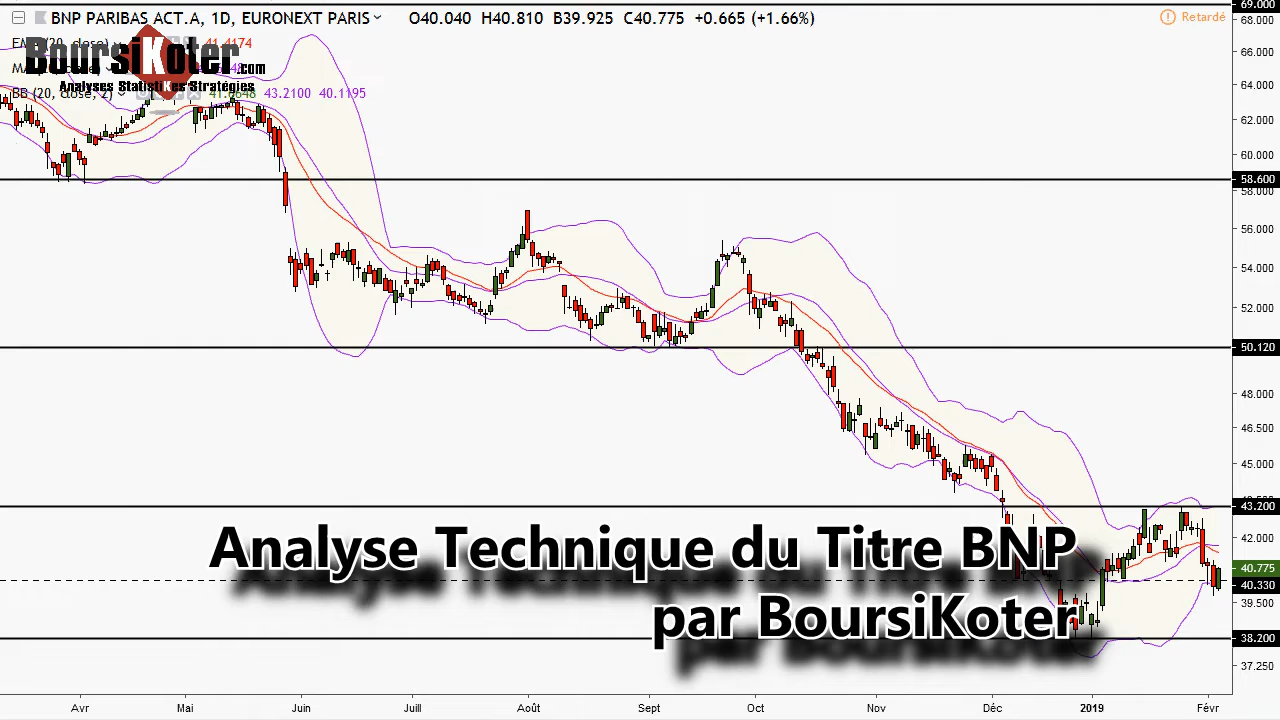 BNP PARIBAS ACT.A, 1D, EURONEXT PARIS O40.040 H40.810 B39.925 C40.775 +0.665 (+1.66%)
Retardé
41.4174
BoursiKoter.com
Analyses StatistiKes Stratégies
BB (20, close, 2) 43.2100 40.1195
69.000
68.000
66.000
64.000
62.000
60.000
58.600
58.000
56.000
54.000
52.000
50.120
48.000
46.500
45.000
43.200
42.000
40.775
40.330
39.500
38.200
37.250
Analyse Technique du Titre BNP
par BoursiKoter
Avr Mai Juin Juil Août Sept Oct Nov Déc 2019 Févr